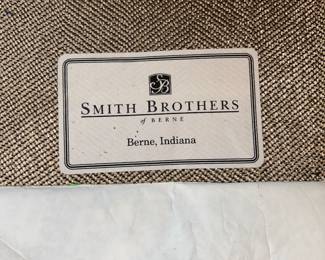 SB
SMITH BROTHERS
of BERNE
Berne, Indiana